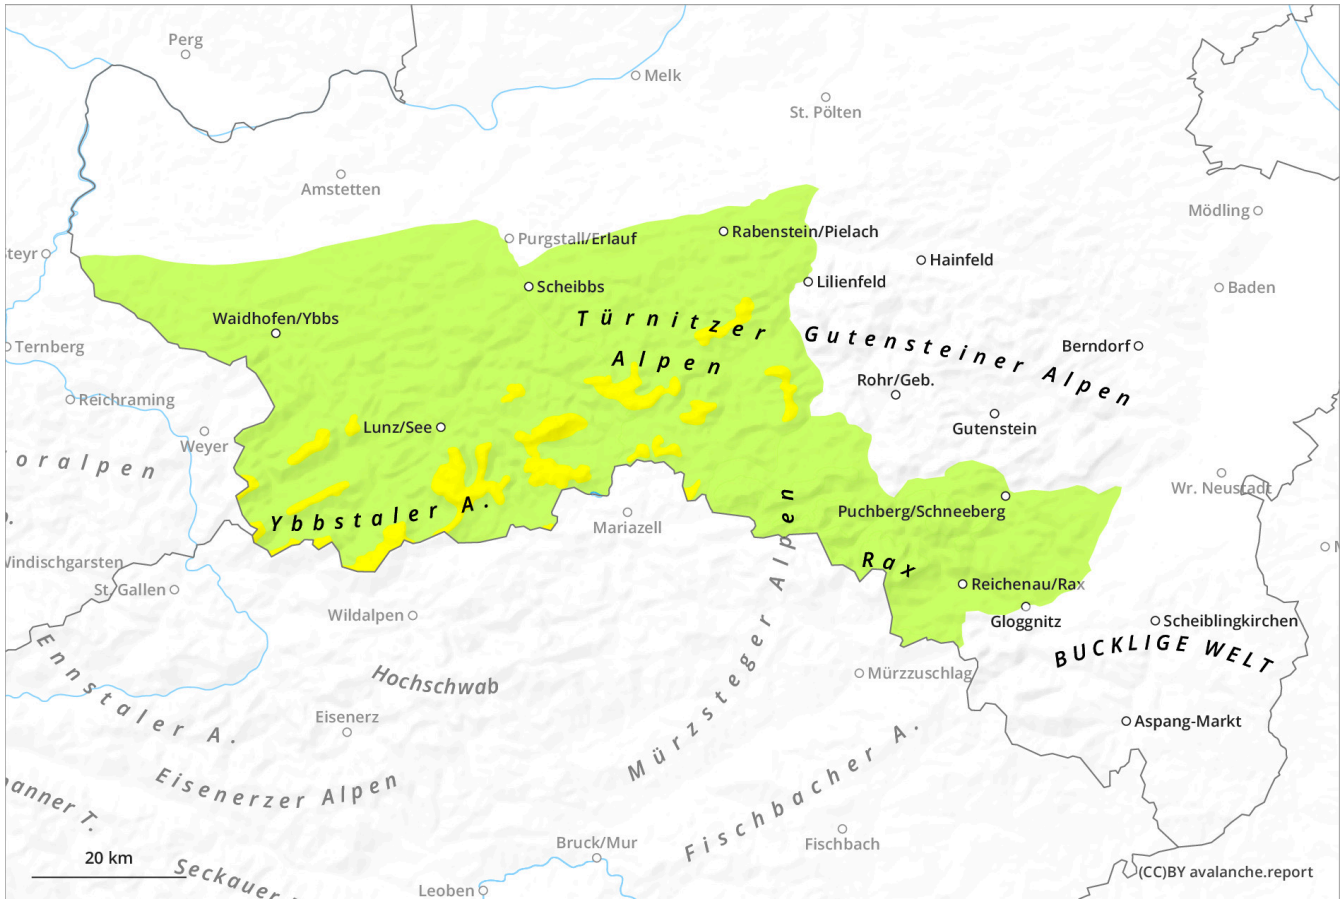 Perg
Melk
St. Pölten
Amstetten
Mödling
Rabenstein/Pielach
Purgstall/Erlauf
Hainfeld
teyr
Lilienfeld
Scheibbs
Baden
Waidhofen/Ybbs
Türnitzer
Alpen
Gutensteiner Alpen
Ternberg
Berndorf
Rohr/Geb.
Reichraming
Lunz/See
Gutenstein
Weyer
oralpen
Wr. Neustadt
Ybbstaler A.
Puchberg/Schneeberg
Mariazell
Windischgarsten
Rax
St. Gallen
Reichenau/Rax
Wildalpen
Gloggnitz
Scheiblingkirchen
BUCKLIGE WELT
Mürzzuschlag
Hochschwab
Ennstaler A.
Mürzsteger Alpen
Eisenerz
Aspang-Markt
Eisenerzer Alpen
Fischbacher A.
anner T.
Fischbach
Bruck/Mur
20 km
Seckauer
Leoben
(CC)BY avalanche.report